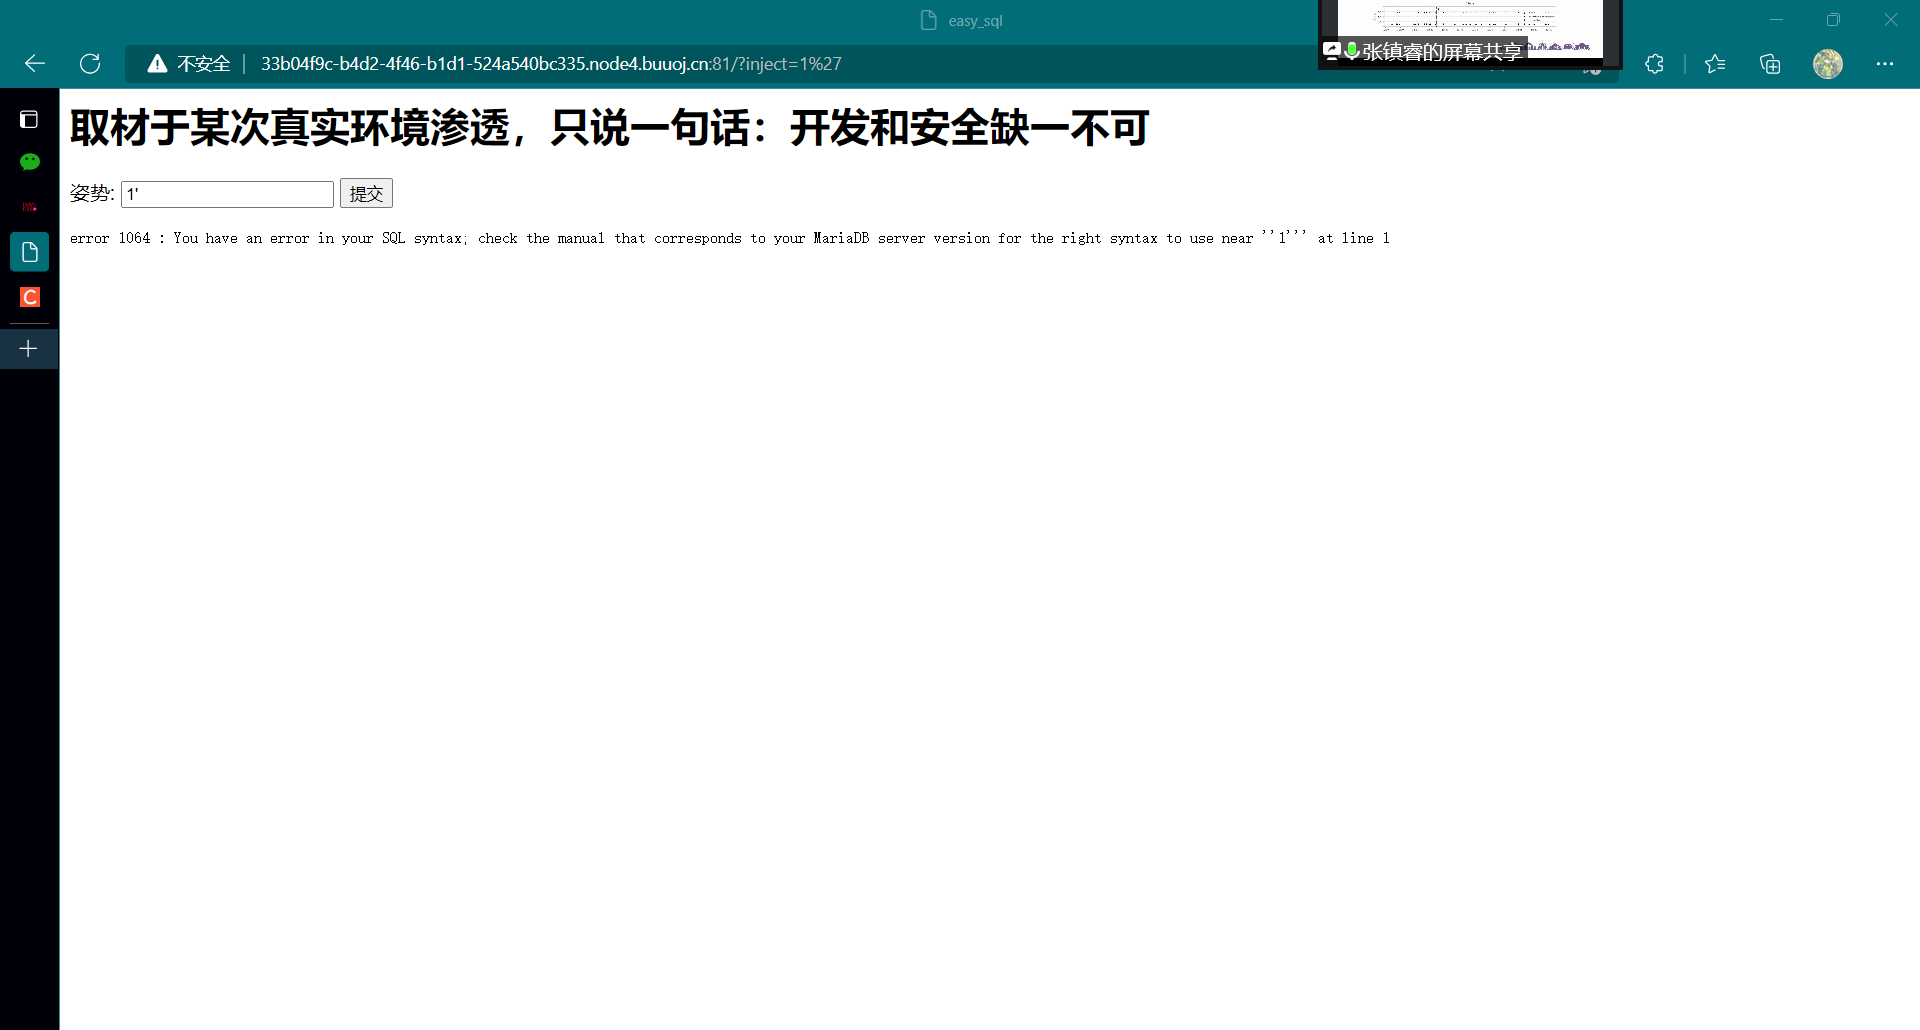 easy_sql
张镇睿的屏幕共享
不安全 33b04f9c-b4d2-4f46-b1d1-524a540bc335.node4.buuoj.cn:81/?inject=1%27
取材于某次真实环境渗透，只说一句话：开发和安全缺一不可
姿势: 1' 提交
error 1064 : You have an error in your SQL syntax; check the manual that corresponds to your MariaDB server version for the right syntax to use near ''1''' at line 1
C